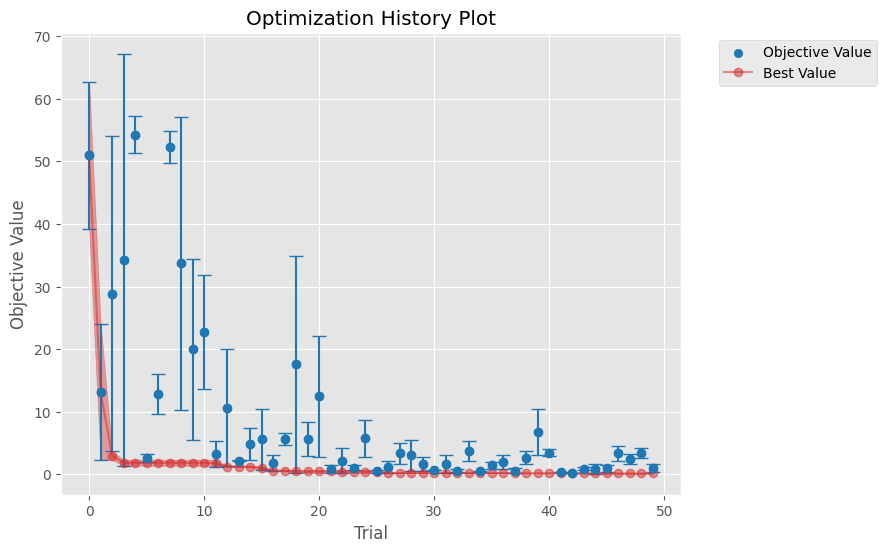 Optimization History Plot
Objective Value
Best Value
70
60
50
40
30
20
10
0
Objective Value
0 10 20 30 40 50
Trial